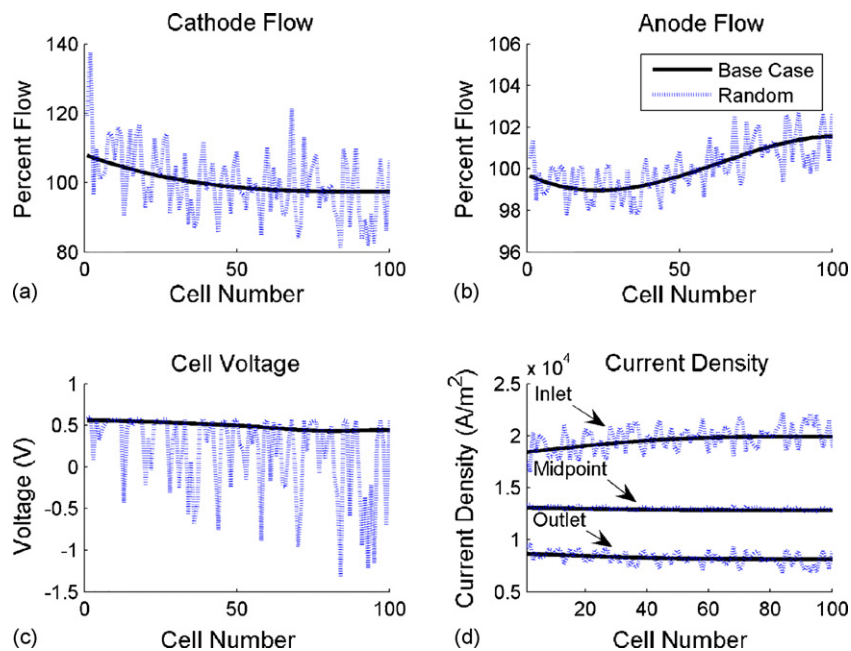 Cathode Flow
140
120
100
80
Percent Flow
0
50
100
(a)
Cell Number
Anode Flow
106
104
102
100
98
96
Percent Flow
Base Case
Random
0
50
100
(b)
Cell Number
Cell Voltage
1
0.5
0
-0.5
-1
-1.5
Voltage (V)
0
50
100
(c)
Cell Number
x 10⁴
Current Density
2.5
2
1.5
1
0.5
Current Density (A/m²)
Inlet
Midpoint
Outlet
20
40
60
80
100
(d)
Cell Number